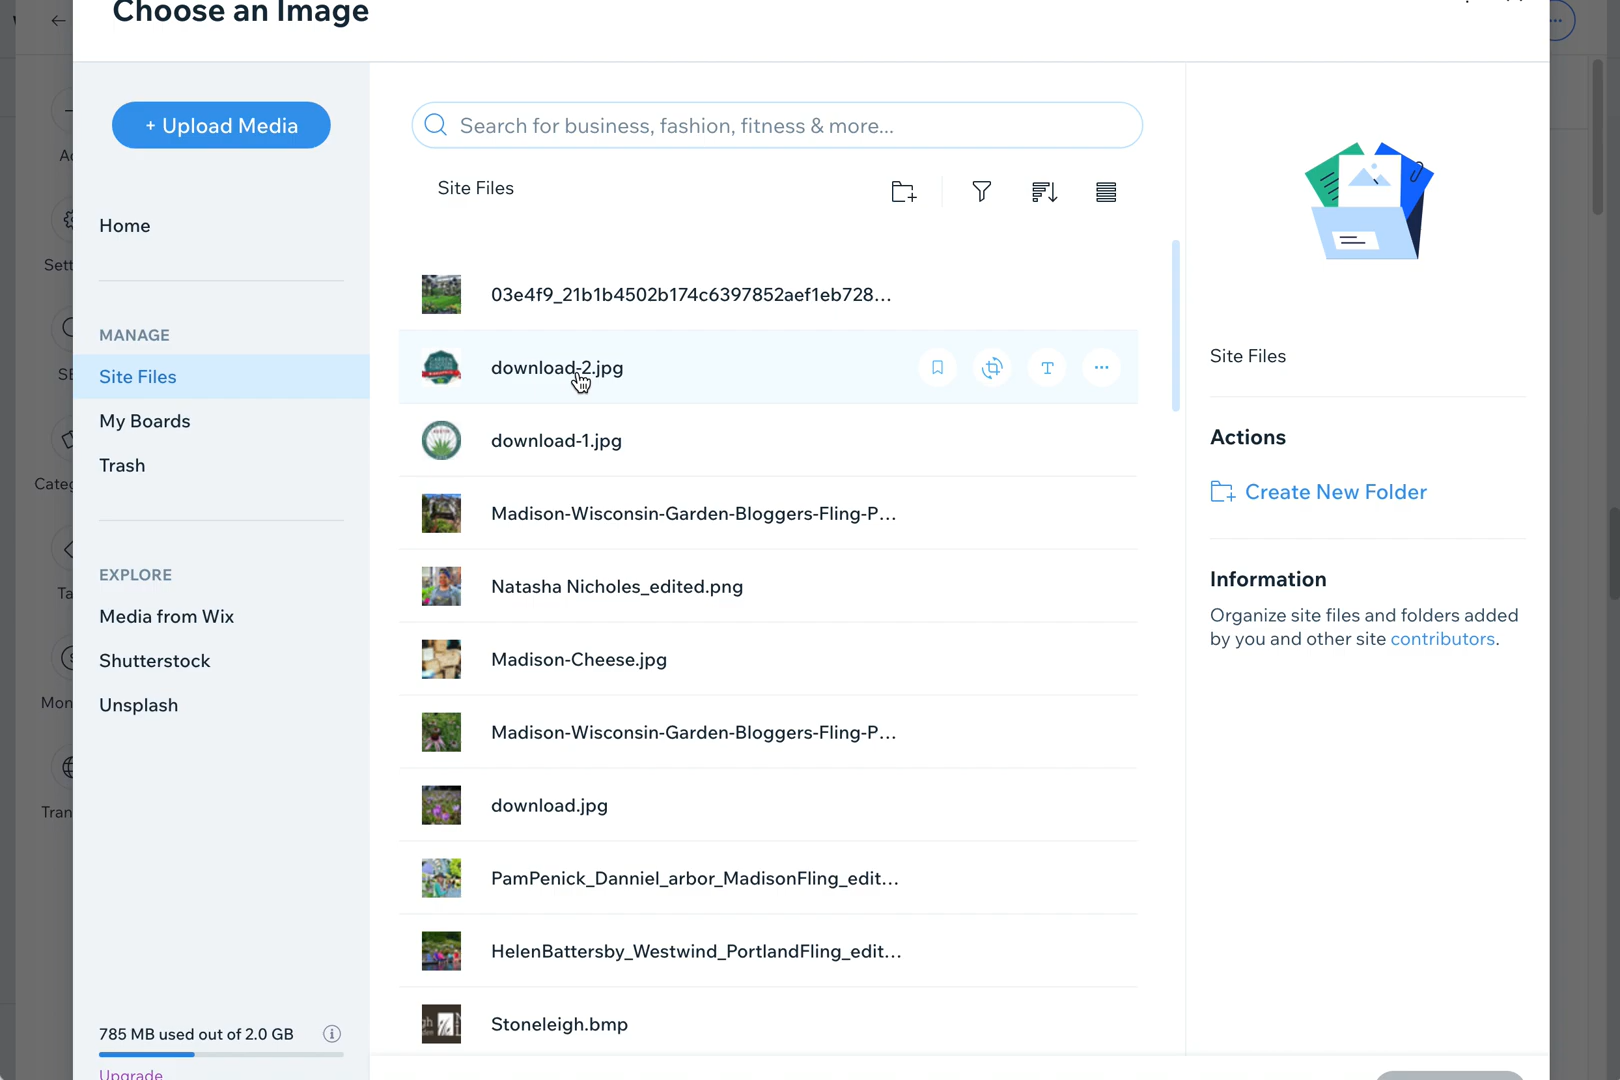 Choose an Image
+ Upload Media
Search for business, fashion, fitness & more...
Home
Site Files
MANAGE
Site Files
My Boards
Trash
EXPLORE
Media from Wix
Shutterstock
Unsplash
03e4f9_21b1b4502b174c6397852aef1eb728...
download-2.jpg
T
download-1.jpg
Madison-Wisconsin-Garden-Bloggers-Fling-P...
Natasha Nicholes_edited.png
Madison-Cheese.jpg
Madison-Wisconsin-Garden-Bloggers-Fling-P...
download.jpg
PamPenick_Danniel_arbor_MadisonFling_edit...
HelenBattersby_Westwind_PortlandFling_edit...
Stoneleigh.bmp
Site Files
Actions
Create New Folder
Information
Organize site files and folders added
by you and other site contributors.
785 MB used out of 2.0 GB
Upgrade
Sett
Categ
Mon
Tran